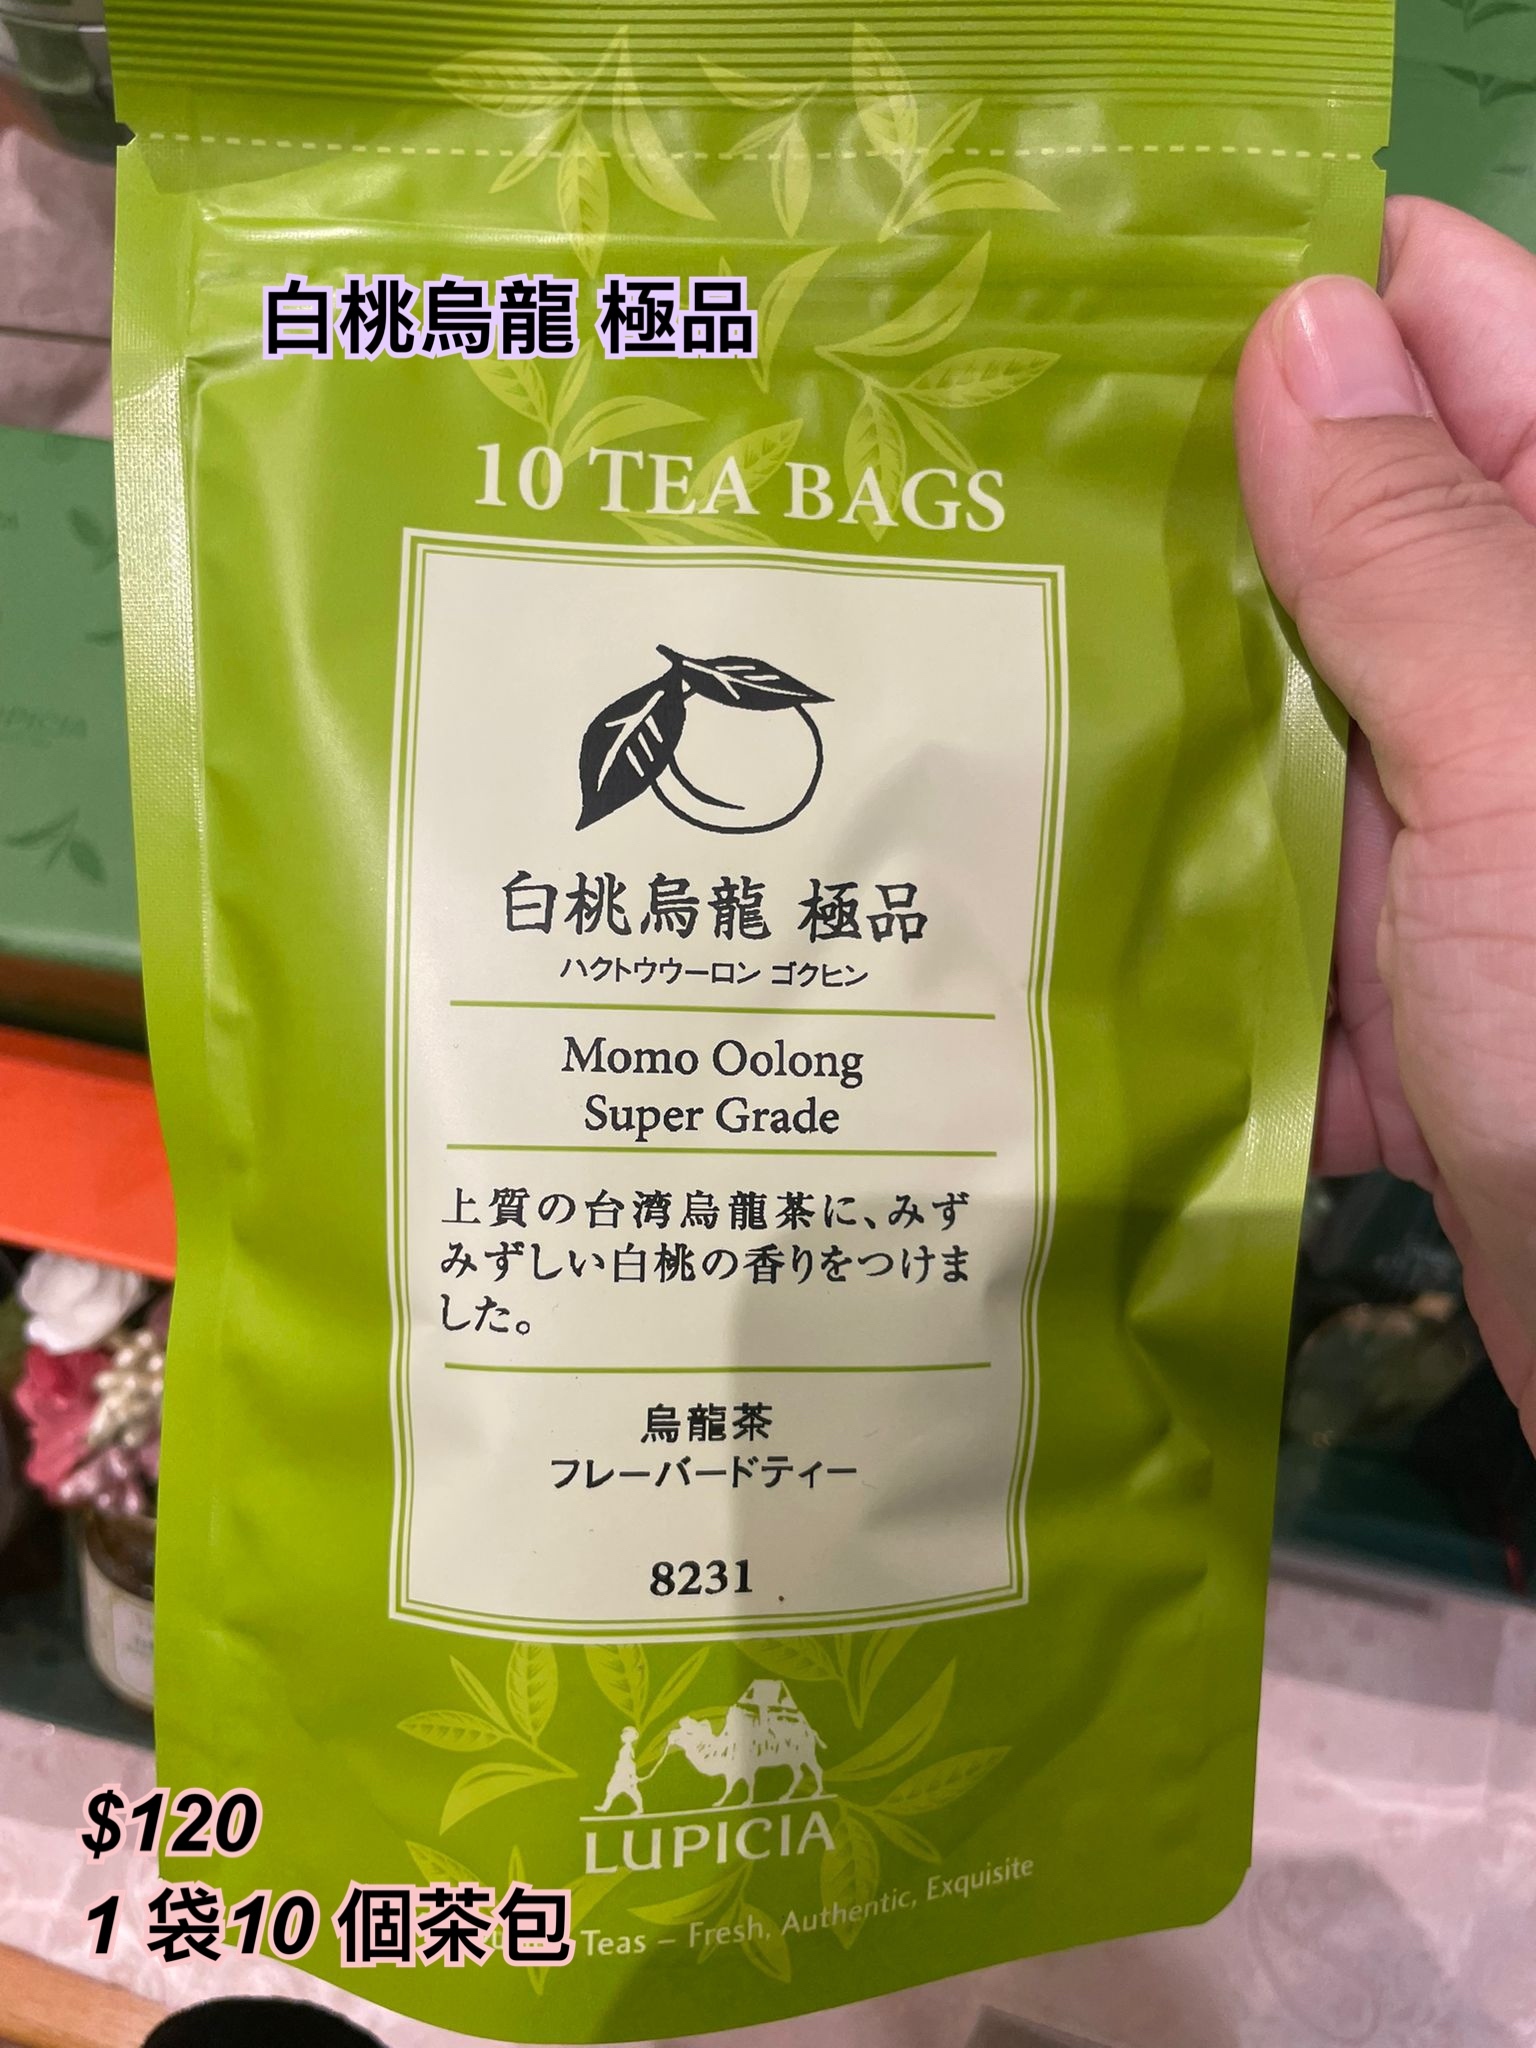 白桃烏龍 極品
10 TEA BAGS
白桃烏龍 極品
ハクトウウーロン ゴクヒン
Momo Oolong
Super Grade
上質の台湾烏龍茶に、みず
みずしい白桃の香りをつけま
した。
烏龍茶
フレーバードティー
8231
LUPICIA
Teas – Fresh, Authentic, Exquisite
$120
1 袋10 個茶包